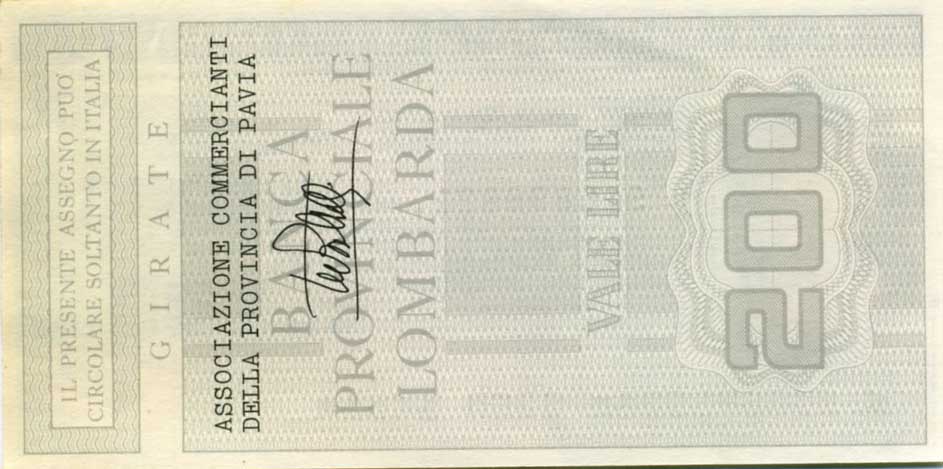 IL PRESENTE ASSEGNO PUO'
CIRCOLARE SOLTANTO IN ITALIA
GIRATE
ASSOCIAZIONE COMMERCIANTI
DELLA PROVINCIA DI PAVIA
BANCA
PROVINCIALE
LOMBARDA
VALE LIRE
200